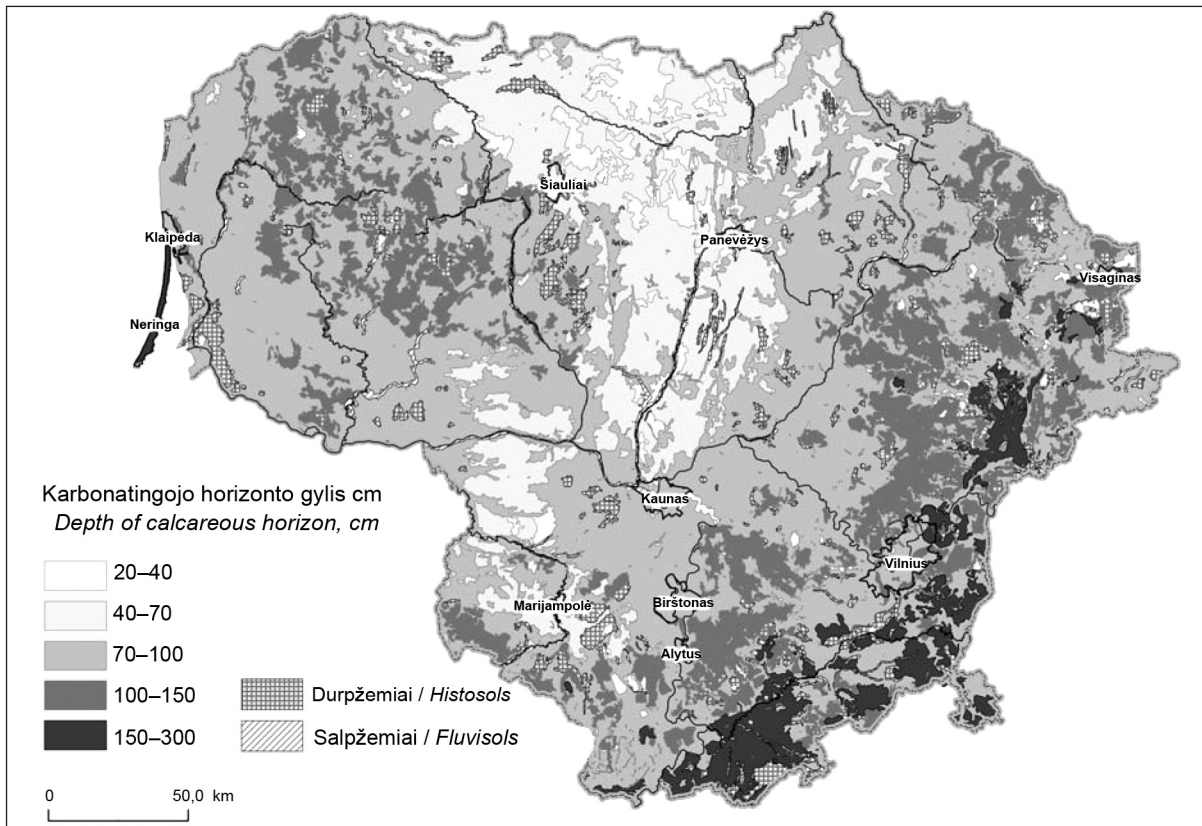 Šiauliai
Klaipėda
Panevėžys
Visaginas
Neringa
Kaunas
Vilnius
Marijampolė
Birštonas
Alytus
Karbonatingojo horizonto gylis cm
Depth of calcareous horizon, cm
20–40
40–70
70–100
100–150
150–300
Durpžemiai / Histosols
Salpžemiai / Fluvisols
0 50,0 km